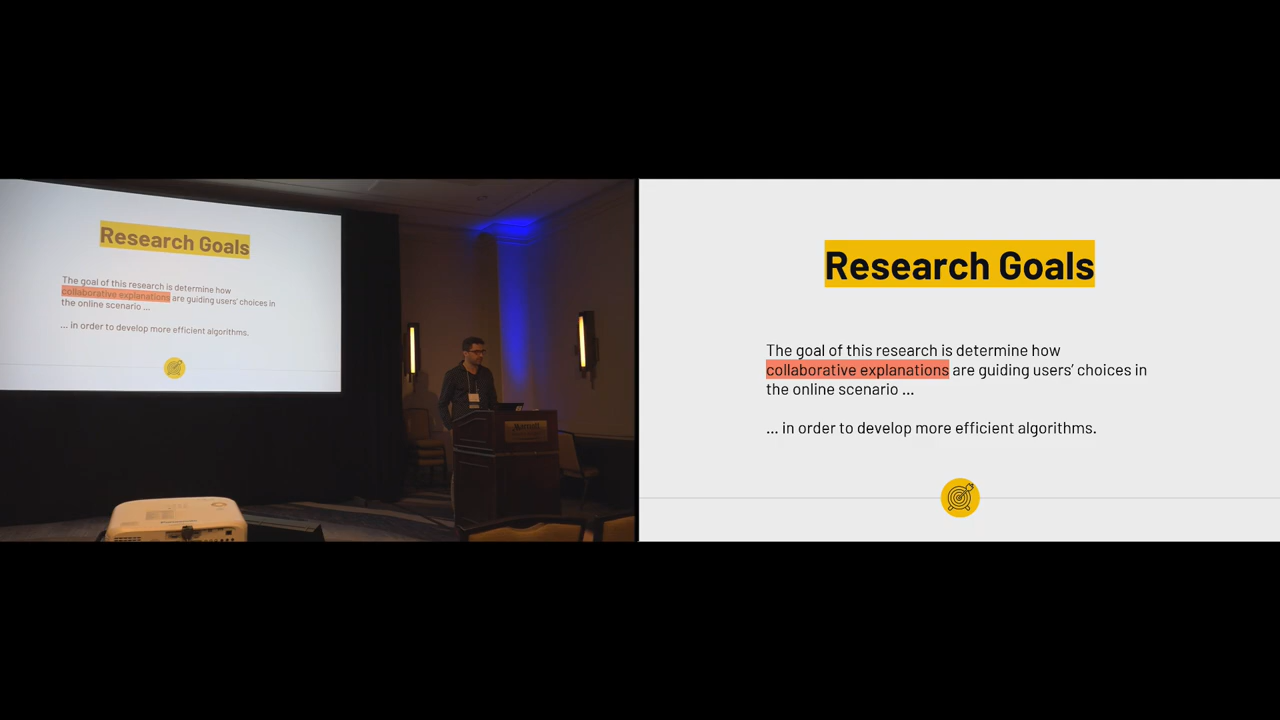 Research Goals
The goal of this research is determine how
collaborative explanations are guiding users' choices in
the online scenario ...
... in order to develop more efficient algorithms.
Marriott
Research Goals
The goal of this research is determine how
collaborative explanations are guiding users' choices in
the online scenario ...
... in order to develop more efficient algorithms.